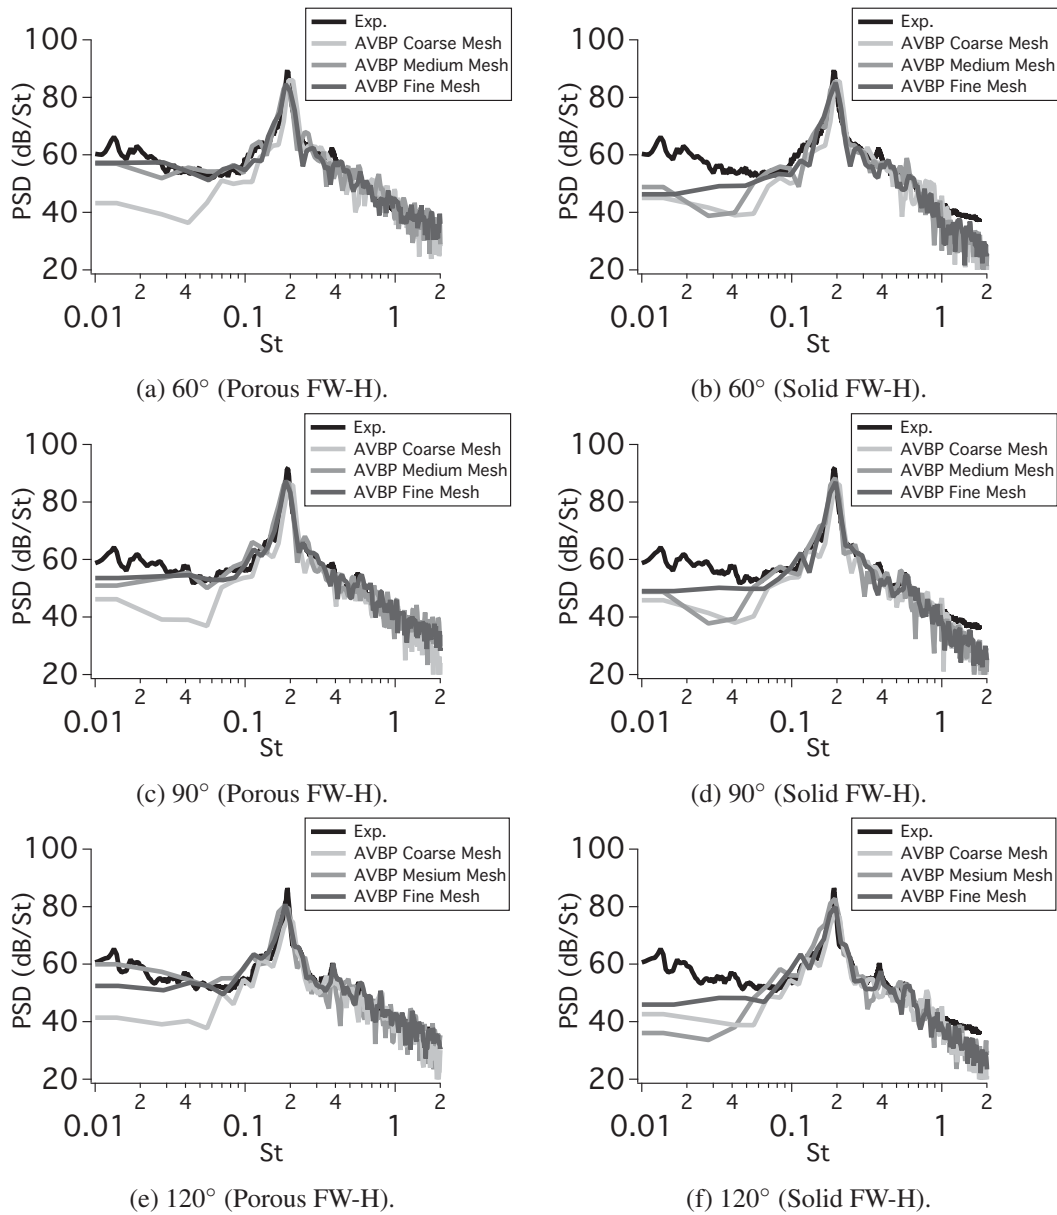 Exp.
AVBP Coarse Mesh
AVBP Medium Mesh
AVBP Fine Mesh
PSD (dB/St)
100
80
60
40
20
2 4 2 4 2
0.01 0.1 1
St
(a) 60° (Porous FW-H).
Exp.
AVBP Coarse Mesh
AVBP Medium Mesh
AVBP Fine Mesh
PSD (dB/St)
100
80
60
40
20
2 4 2 4 2
0.01 0.1 1
St
(b) 60° (Solid FW-H).
Exp.
AVBP Coarse Mesh
AVBP Medium Mesh
AVBP Fine Mesh
PSD (dB/St)
100
80
60
40
20
2 4 2 4 2
0.01 0.1 1
St
(c) 90° (Porous FW-H).
Exp.
AVBP Coarse Mesh
AVBP Medium Mesh
AVBP Fine Mesh
PSD (dB/St)
100
80
60
40
20
2 4 2 4 2
0.01 0.1 1
St
(d) 90° (Solid FW-H).
Exp.
AVBP Coarse Mesh
AVBP Mesium Mesh
AVBP Fine Mesh
PSD (dB/St)
100
80
60
40
20
2 4 2 4 2
0.01 0.1 1
St
(e) 120° (Porous FW-H).
Exp.
AVBP Coarse Mesh
AVBP Mesium Mesh
AVBP Fine Mesh
PSD (dB/St)
100
80
60
40
20
2 4 2 4 2
0.01 0.1 1
St
(f) 120° (Solid FW-H).